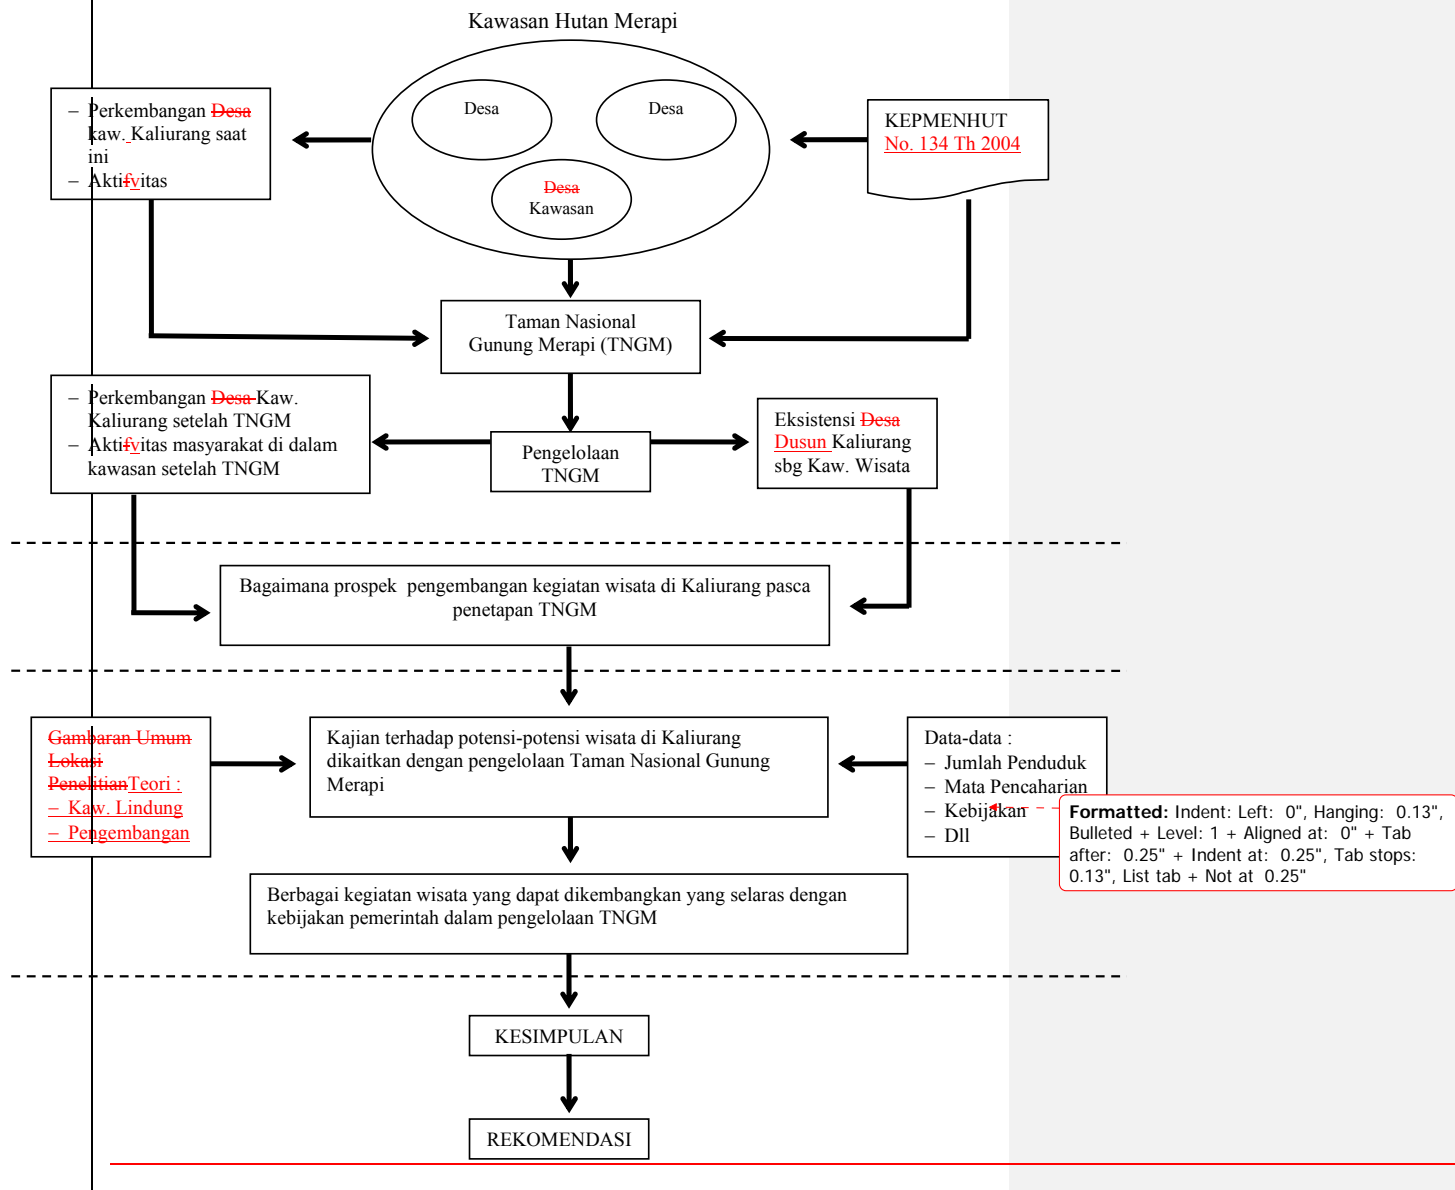 Kawasan Hutan Merapi
Desa
Desa
Desa
Kawasan
– Perkembangan Desa
kaw. Kaliurang saat
ini
– Aktifvitas
KEPMENHUT
No. 134 Th 2004
Taman Nasional
Gunung Merapi (TNGM)
– Perkembangan Desa Kaw.
Kaliurang setelah TNGM
– Aktifvitas masyarakat di dalam
kawasan setelah TNGM
Pengelolaan
TNGM
Eksistensi Desa
Dusun Kaliurang
sbg Kaw. Wisata
Bagaimana prospek pengembangan kegiatan wisata di Kaliurang pasca
penetapan TNGM
Gambaran Umum
Lokasi
PenelitianTeori :
– Kaw. Lindung
– Pengembangan
Kajian terhadap potensi-potensi wisata di Kaliurang
dikaitkan dengan pengelolaan Taman Nasional Gunung
Merapi
Data-data :
– Jumlah Penduduk
– Mata Pencaharian
– Kebijakan
– Dll
Formatted: Indent: Left: 0", Hanging: 0.13",
Bulleted + Level: 1 + Aligned at: 0" + Tab
after: 0.25" + Indent at: 0.25", Tab stops:
0.13", List tab + Not at 0.25"
Berbagai kegiatan wisata yang dapat dikembangkan yang selaras dengan
kebijakan pemerintah dalam pengelolaan TNGM
KESIMPULAN
REKOMENDASI